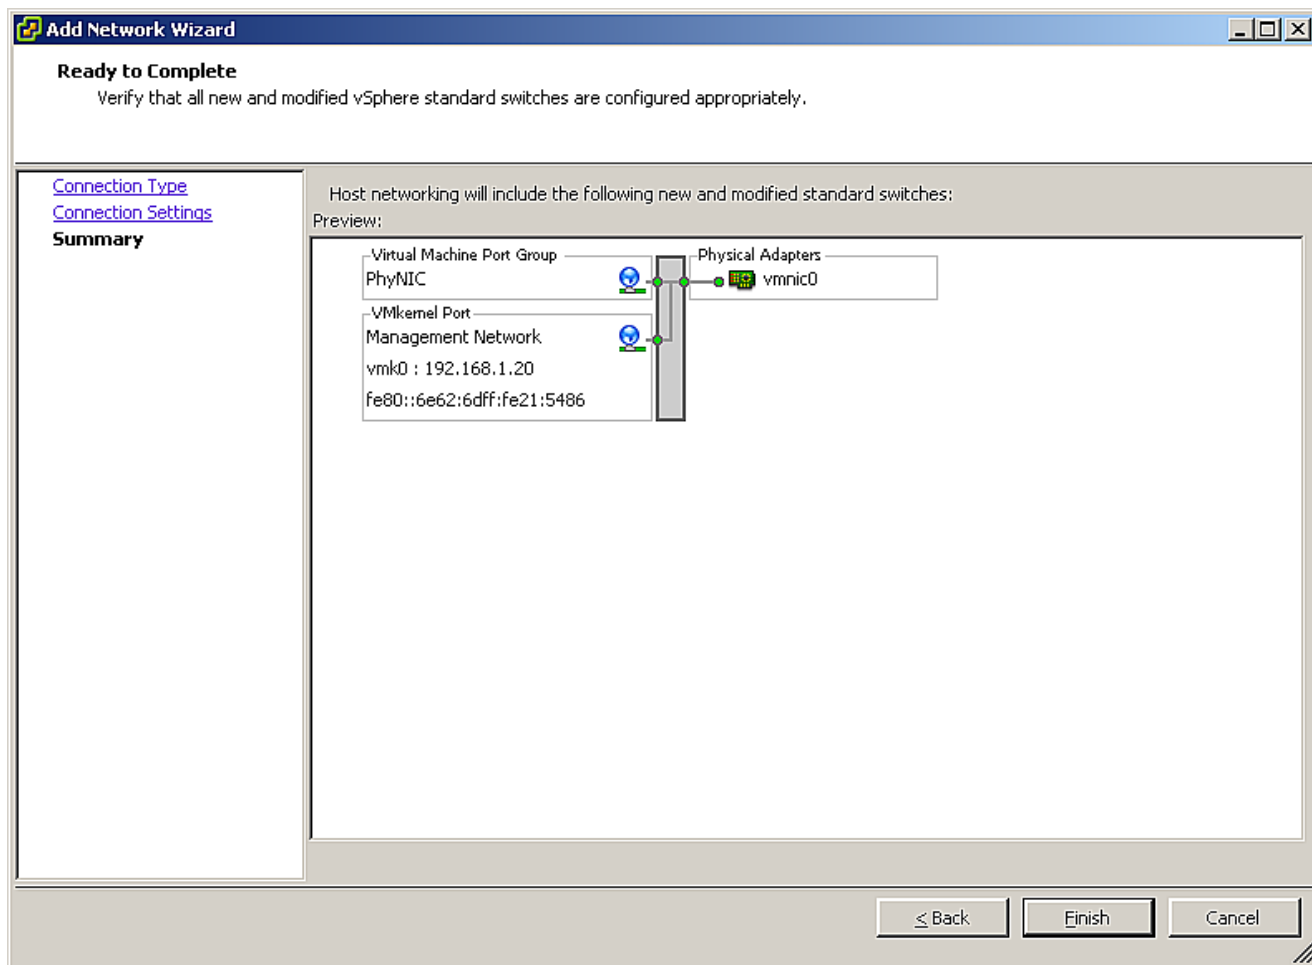 Add Network Wizard
Ready to Complete
Verify that all new and modified vSphere standard switches are configured appropriately.
Connection Type
Connection Settings
Summary
Host networking will include the following new and modified standard switches:
Preview:
Virtual Machine Port Group
PhyNIC
Physical Adapters
vmnic0
VMkernel Port
Management Network
vmk0 : 192.168.1.20
fe80::6e62:6dff:fe21:5486
< Back
Finish
Cancel